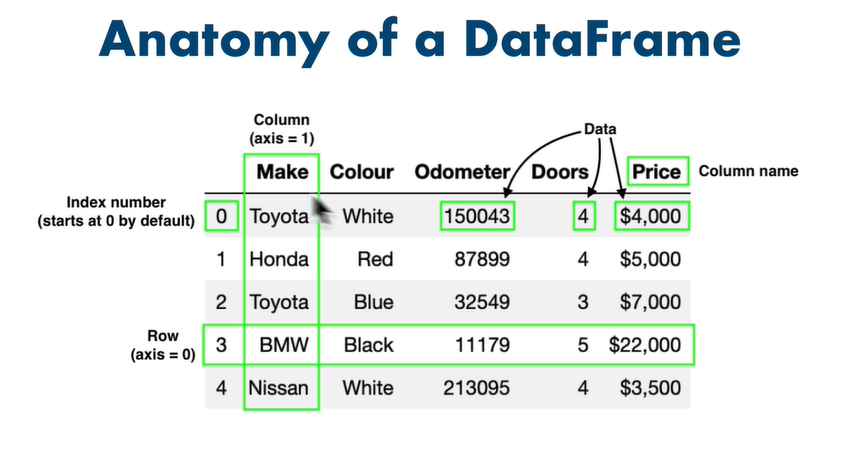 Anatomy of a DataFrame
Column
(axis = 1)
Data
Make Colour Odometer Doors Price Column name
Index number
(starts at 0 by default)
0 Toyota White 150043 4 $4,000
1 Honda Red 87899 4 $5,000
2 Toyota Blue 32549 3 $7,000
Row
(axis = 0)
3 BMW Black 11179 5 $22,000
4 Nissan White 213095 4 $3,500